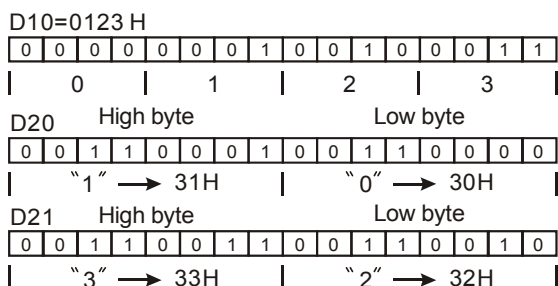 D10=0123 H
0 0 0 0 0 0 0 1 0 0 1 0 0 0 1 1
0 1 2 3
D20 High byte Low byte
0 0 1 1 0 0 0 1 0 0 1 1 0 0 0 0
"1" → 31H "0" → 30H
D21 High byte Low byte
0 0 1 1 0 0 1 1 0 0 1 1 0 0 1 0
"3" → 33H "2" → 32H